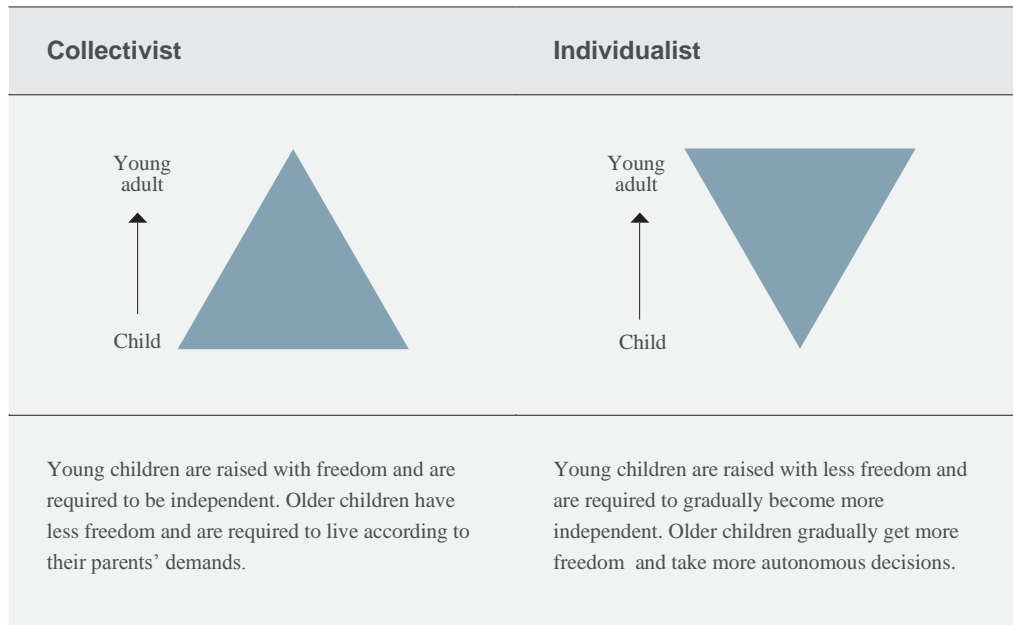 Collectivist
Individualist
Young
adult
Child
Young
adult
Child
Young children are raised with freedom and are
required to be independent. Older children have
less freedom and are required to live according to
their parents’ demands.
Young children are raised with less freedom and
are required to gradually become more
independent. Older children gradually get more
freedom  and take more autonomous decisions.